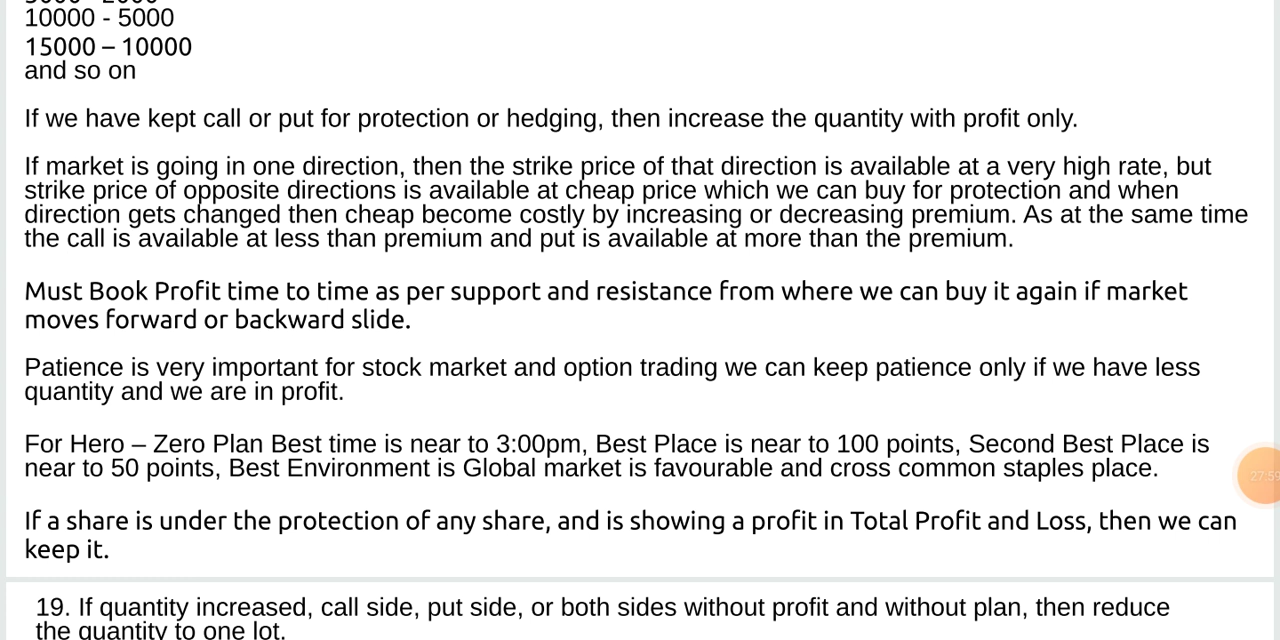 10000 - 5000
15000 – 10000
and so on
If we have kept call or put for protection or hedging, then increase the quantity with profit only.
If market is going in one direction, then the strike price of that direction is available at a very high rate, but
strike price of opposite directions is available at cheap price which we can buy for protection and when
direction gets changed then cheap become costly by increasing or decreasing premium. As at the same time
the call is available at less than premium and put is available at more than the premium.
Must Book Profit time to time as per support and resistance from where we can buy it again if market
moves forward or backward slide.
Patience is very important for stock market and option trading we can keep patience only if we have less
quantity and we are in profit.
For Hero – Zero Plan Best time is near to 3:00pm, Best Place is near to 100 points, Second Best Place is
near to 50 points, Best Environment is Global market is favourable and cross common staples place.
27:59
If a share is under the protection of any share, and is showing a profit in Total Profit and Loss, then we can
keep it.
19. If quantity increased, call side, put side, or both sides without profit and without plan, then reduce
the quantity to one lot.